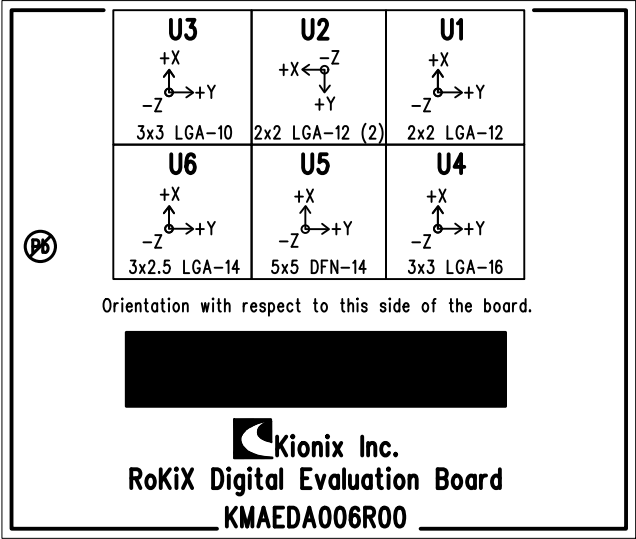 U3 U2 U1
+X -Z +X
+X
-Z +Y +Y -Z +Y
3x3 LGA-10 2x2 LGA-12 (2) 2x2 LGA-12
U6 U5 U4
+X +X +X
-Z +Y -Z +Y -Z +Y
3x2.5 LGA-14 5x5 DFN-14 3x3 LGA-16
Pb
Orientation with respect to this side of the board.
Kionix Inc.
RoKiX Digital Evaluation Board
KMAEDA006R00